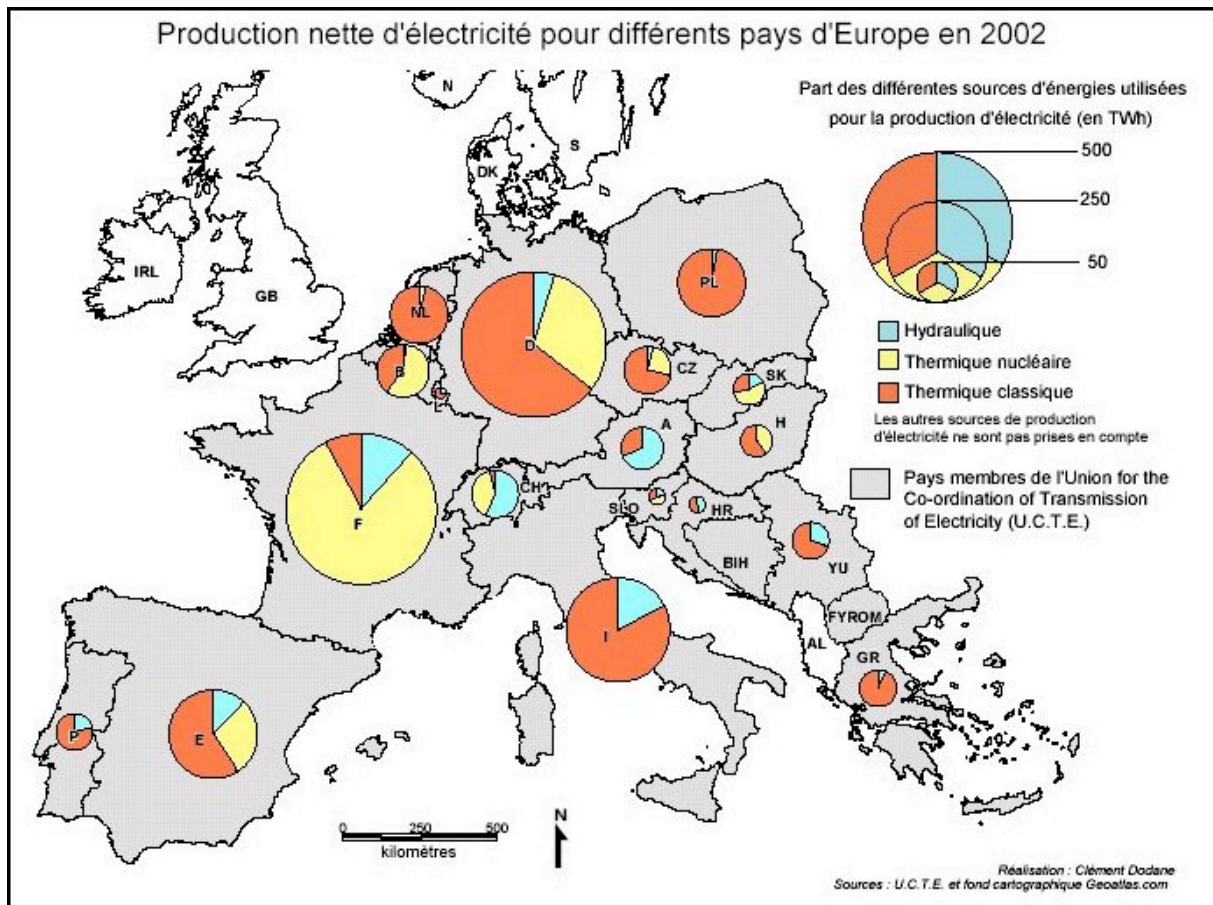 Production nette d'électricité pour différents pays d'Europe en 2002
Part des différentes sources d'énergies utilisées
pour la production d'électricité (en TWh)
500
250
50
Hydraulique
Thermique nucléaire
Thermique classique
Les autres sources de production
d'électricité ne sont pas prises en compte
Pays membres de l'Union for the
Co-ordination of Transmission
of Electricity (U.C.T.E.)
N
S
DK
IRL
GB
PL
NL
D
B
CZ
SK
L
A
H
F
CH
SLO
HR
BIH
YU
I
FYROM
AL
GR
P
E
0 250 500
kilomètres
N
Réalisation : Clément Dodane
Sources : U.C.T.E. et fond cartographique Geoatlas.com